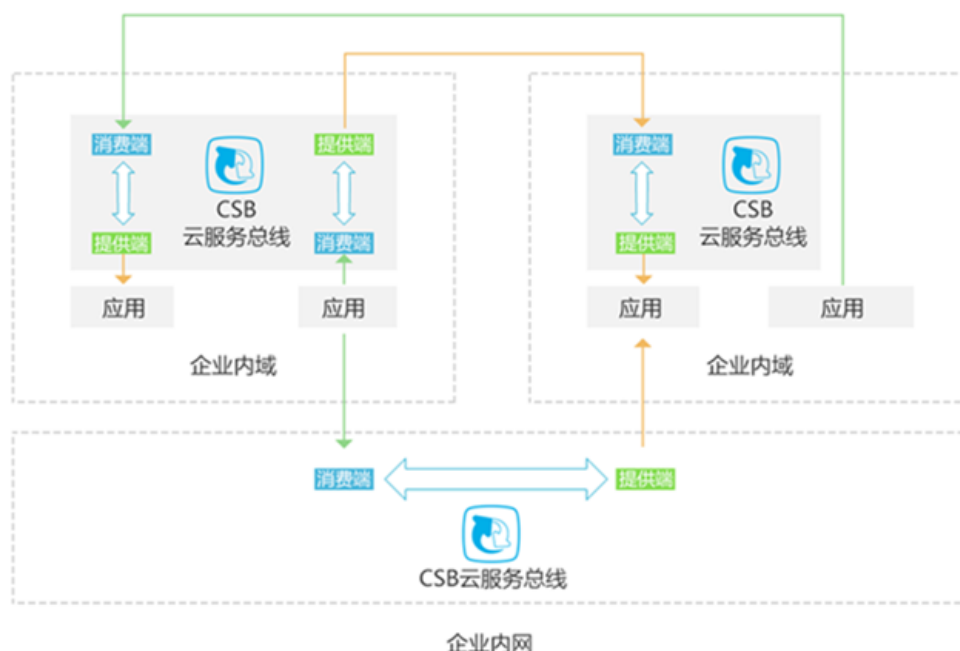 消费端
提供端
消费端
CSB
云服务总线
CSB
云服务总线
提供端
消费端
提供端
应用
应用
应用
应用
企业内域
企业内域
消费端
提供端
CSB云服务总线
企业内网